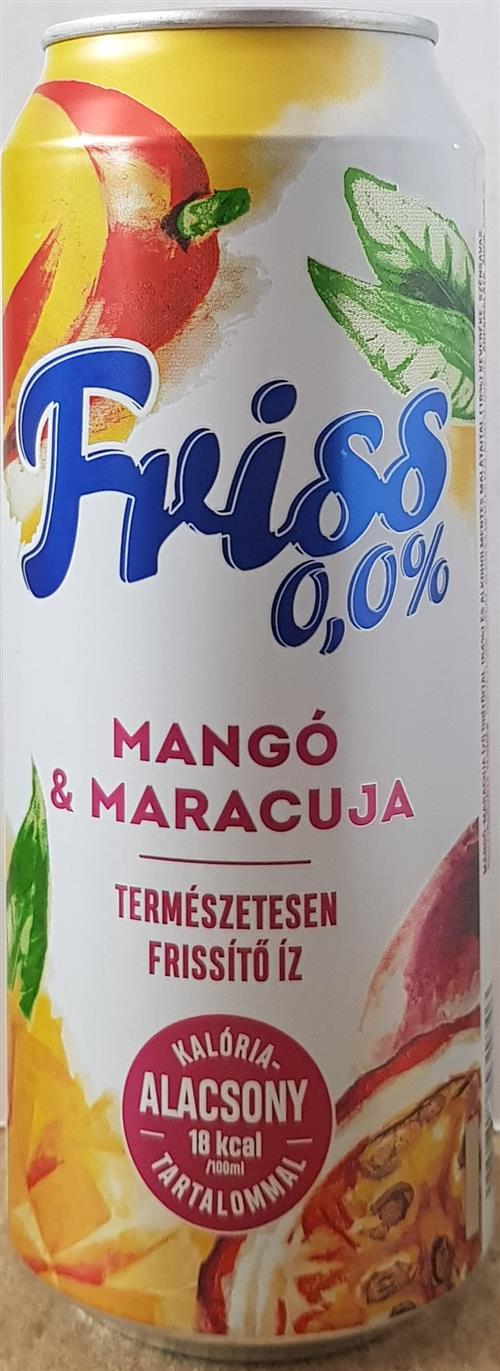 Friss
0,0%
MANGÓ
& MARACUJA
TERMÉSZETESEN
FRISSÍTŐ ÍZ
KALÓRIA-
ALACSONY
18 kcal
/100ml
TARTALOMMAL